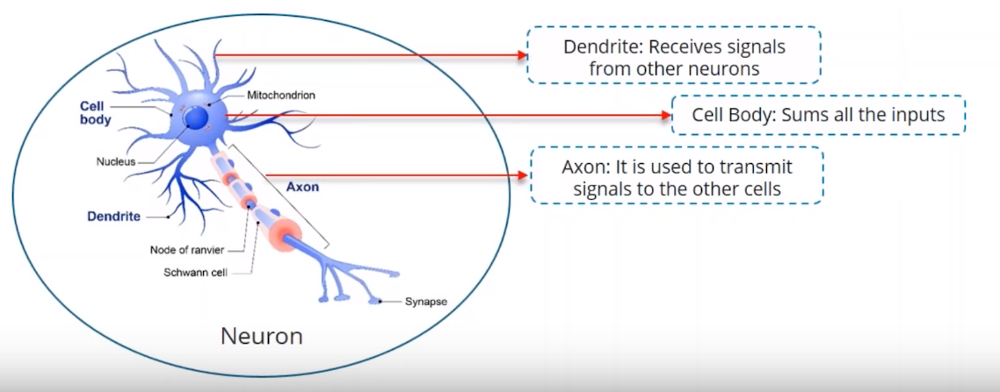 Dendrite: Receives signals
from other neurons
Mitochondrion
Cell
body
Cell Body: Sums all the inputs
Nucleus
Axon: It is used to transmit
signals to the other cells
Axon
Dendrite
Node of ranvier
Schwann cell
Synapse
Neuron